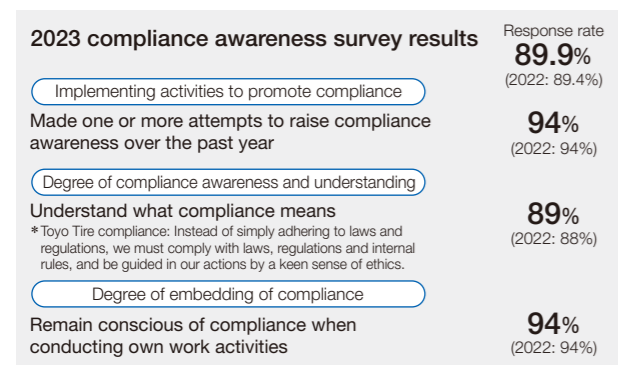 2023 compliance awareness survey results
Response rate
89.9%
(2022: 89.4%)
Implementing activities to promote compliance
Made one or more attempts to raise compliance
awareness over the past year
94%
(2022: 94%)
Degree of compliance awareness and understanding
Understand what compliance means
* Toyo Tire compliance: Instead of simply adhering to laws and
regulations, we must comply with laws, regulations and internal
rules, and be guided in our actions by a keen sense of ethics.
89%
(2022: 88%)
Degree of embedding of compliance
Remain conscious of compliance when
conducting own work activities
94%
(2022: 94%)